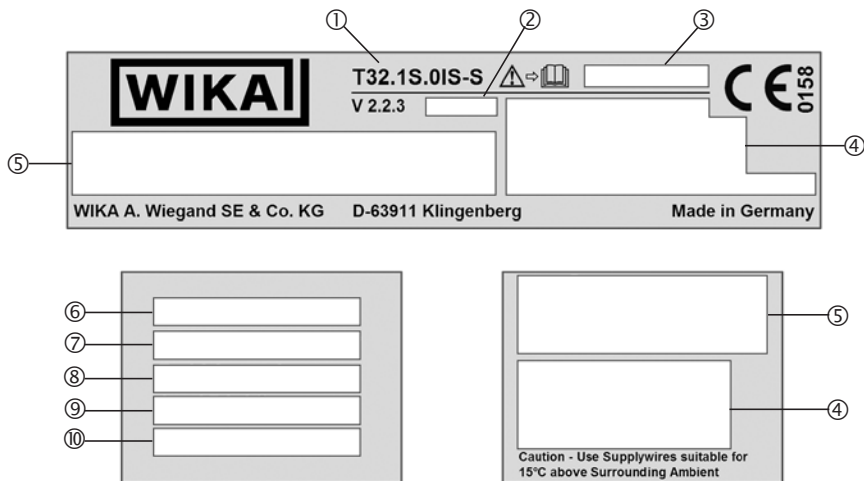 ① ② ③
WIKA T32.1S.0IS-S
V 2.2.3
0158
⑤ ④
WIKA A. Wiegand SE & Co. KG D-63911 Klingenberg Made in Germany
⑥
⑦
⑧
⑨
⑩
⑤
④
Caution - Use Supplywires suitable for
15°C above Surrounding Ambient